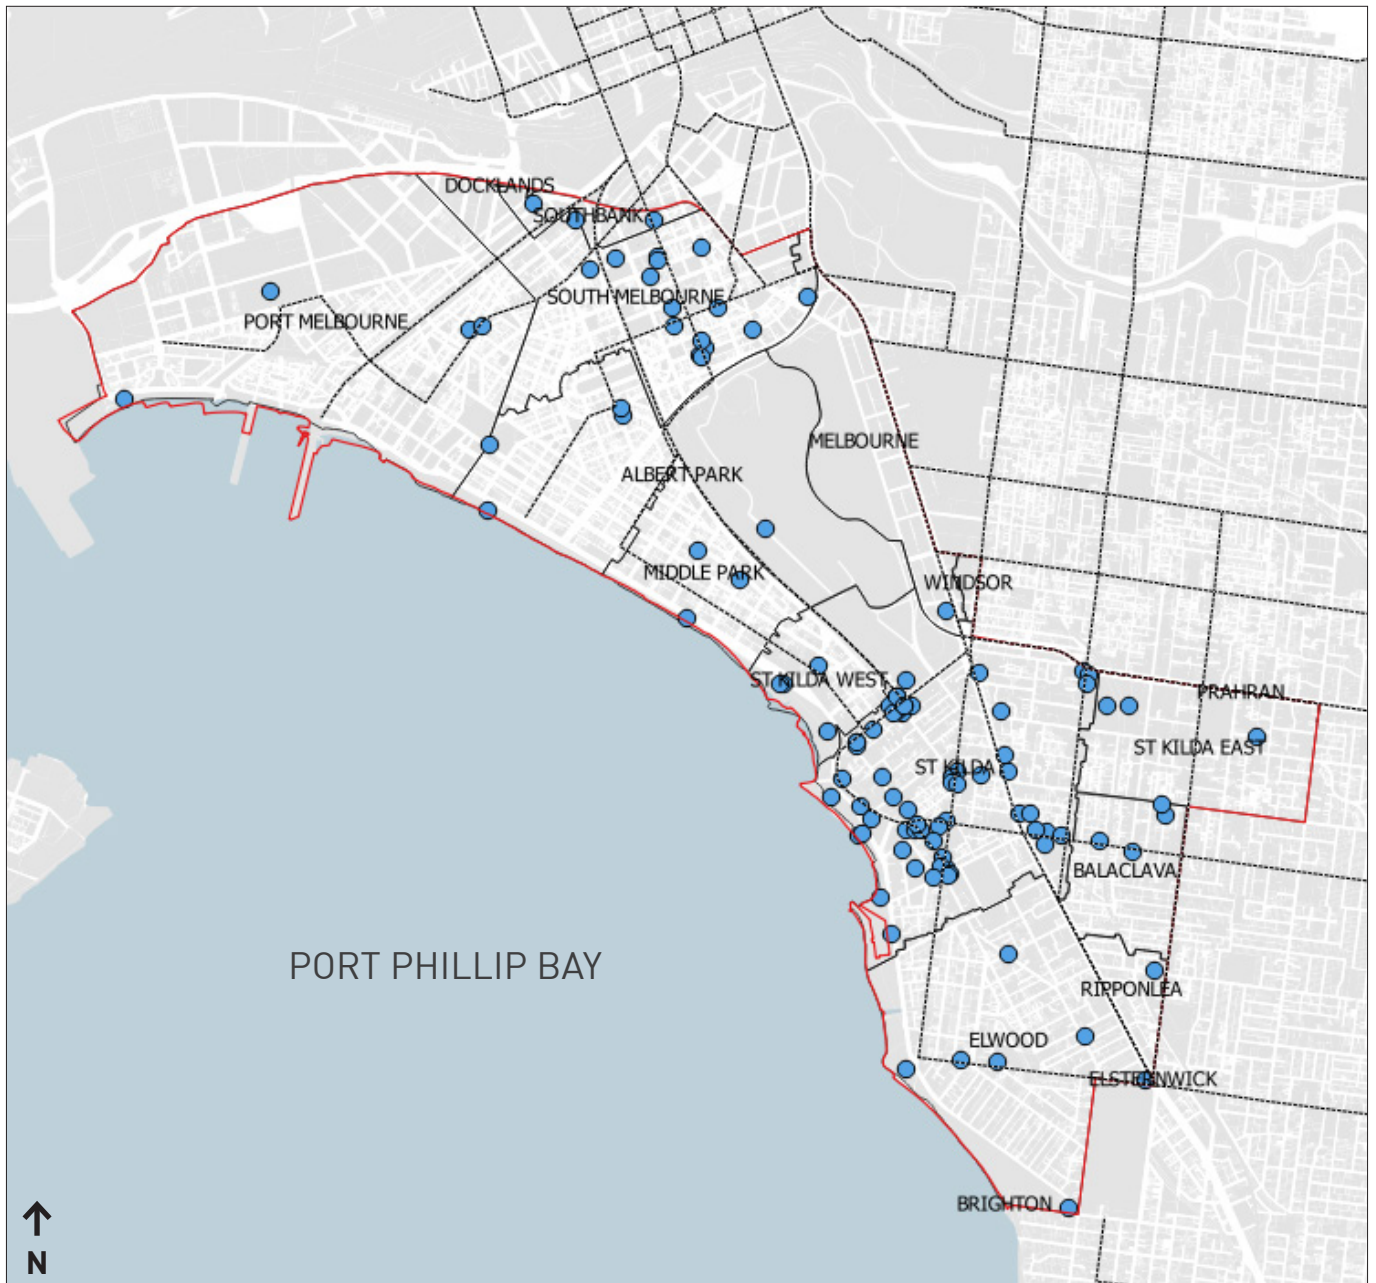 DOCKLANDS
SOUTHBANK
SOUTH MELBOURNE
PORT MELBOURNE
MELBOURNE
ALBERT PARK
MIDDLE PARK
WINDSOR
ST KILDA WEST
PRAHRAN
ST KILDA EAST
ST KILDA
BALACLAVA
PORT PHILLIP BAY
RIPPONLEA
ELWOOD
ELSTERNWICK
BRIGHTON
N